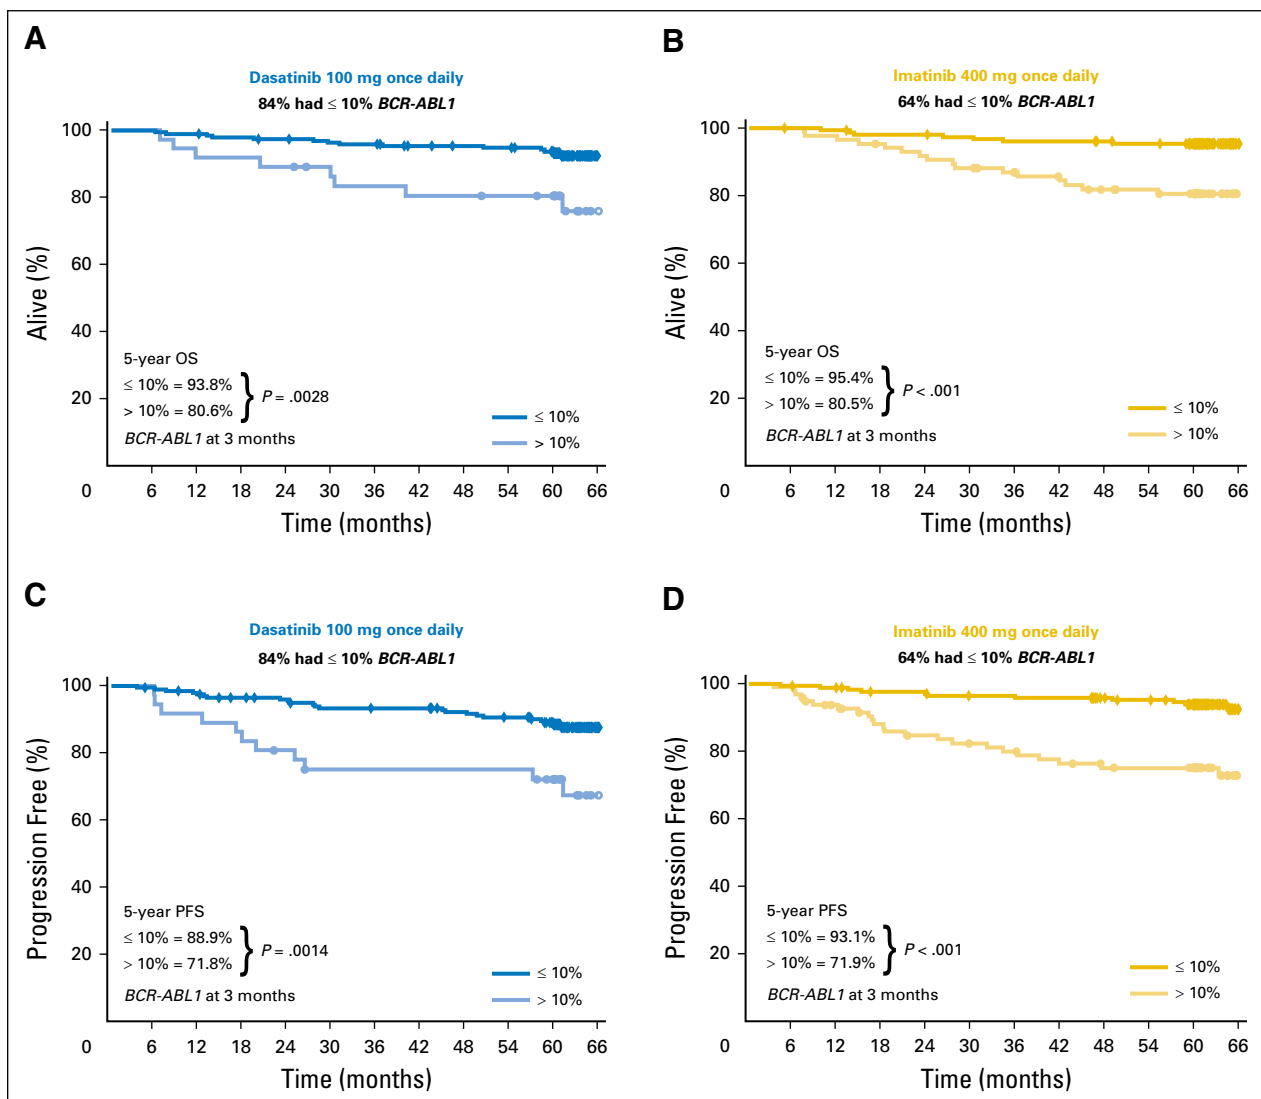 A
Dasatinib 100 mg once daily
84% had ≤ 10% BCR-ABL1
Alive (%)
100
80
60
40
20
0
5-year OS
≤ 10% = 93.8%
> 10% = 80.6%
P = .0028
BCR-ABL1 at 3 months
≤ 10%
> 10%
6 12 18 24 30 36 42 48 54 60 66
Time (months)
B
Imatinib 400 mg once daily
64% had ≤ 10% BCR-ABL1
Alive (%)
100
80
60
40
20
0
5-year OS
≤ 10% = 95.4%
> 10% = 80.5%
P < .001
BCR-ABL1 at 3 months
≤ 10%
> 10%
6 12 18 24 30 36 42 48 54 60 66
Time (months)
C
Dasatinib 100 mg once daily
84% had ≤ 10% BCR-ABL1
Progression Free (%)
100
80
60
40
20
0
5-year PFS
≤ 10% = 88.9%
> 10% = 71.8%
P = .0014
BCR-ABL1 at 3 months
≤ 10%
> 10%
6 12 18 24 30 36 42 48 54 60 66
Time (months)
D
Imatinib 400 mg once daily
64% had ≤ 10% BCR-ABL1
Progression Free (%)
100
80
60
40
20
0
5-year PFS
≤ 10% = 93.1%
> 10% = 71.9%
P < .001
BCR-ABL1 at 3 months
≤ 10%
> 10%
6 12 18 24 30 36 42 48 54 60 66
Time (months)